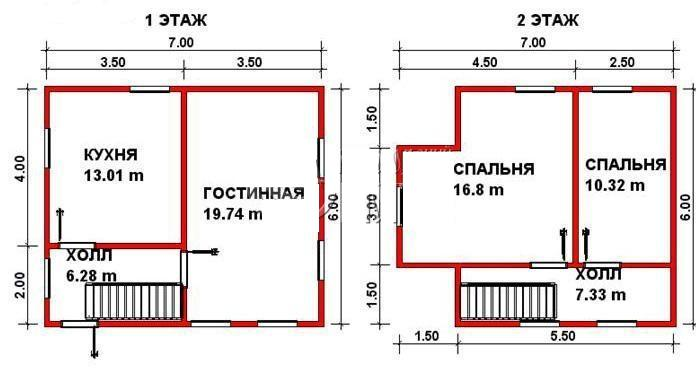 1 ЭТАЖ
7.00
3.50
3.50
4.00
2.00
6.00
КУХНЯ
13.01 m
ГОСТИННАЯ
19.74 m
ХОЛЛ
6.28 m
2 ЭТАЖ
7.00
4.50
2.50
1.50
3.00
1.50
6.00
СПАЛЬНЯ
16.8 m
СПАЛЬНЯ
10.32 m
ХОЛЛ
7.33 m
1.50
5.50